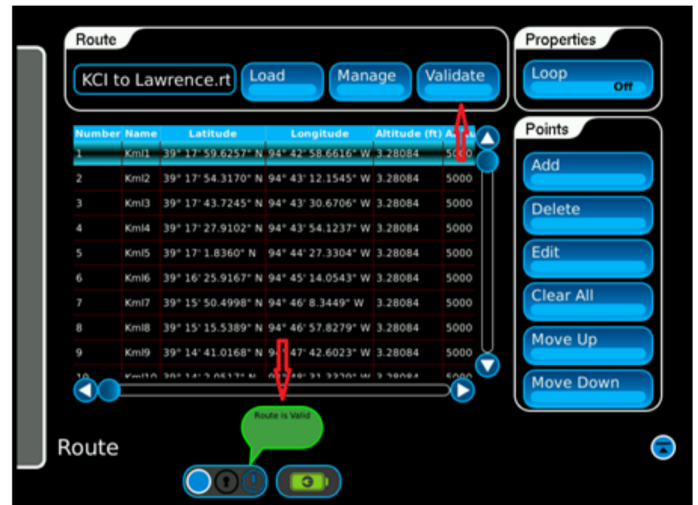 Route
Properties
KCI to Lawrence.rt
Load
Manage
Validate
Loop
Off
Points
Number Name Latitude Longitude Altitude (ft)
1 Kml1 39° 17' 59.6257" N 94° 42' 58.6616" W 3.28084 5000
2 Kml2 39° 17' 54.3170" N 94° 43' 12.1545" W 3.28084 5000
3 Kml3 39° 17' 43.7245" N 94° 43' 30.6706" W 3.28084 5000
4 Kml4 39° 17' 27.9102" N 94° 43' 54.1237" W 3.28084 5000
5 Kml5 39° 17' 1.8360" N 94° 44' 27.3304" W 3.28084 5000
6 Kml6 39° 16' 25.9167" N 94° 45' 14.0543" W 3.28084 5000
7 Kml7 39° 15' 50.4998" N 94° 46' 8.3449" W 3.28084 5000
8 Kml8 39° 15' 15.5389" N 94° 46' 57.8279" W 3.28084 5000
9 Kml9 39° 14' 41.0168" N 94° 47' 42.6023" W 3.28084 5000
Add
Delete
Edit
Clear All
Move Up
Move Down
Route is Valid
Route